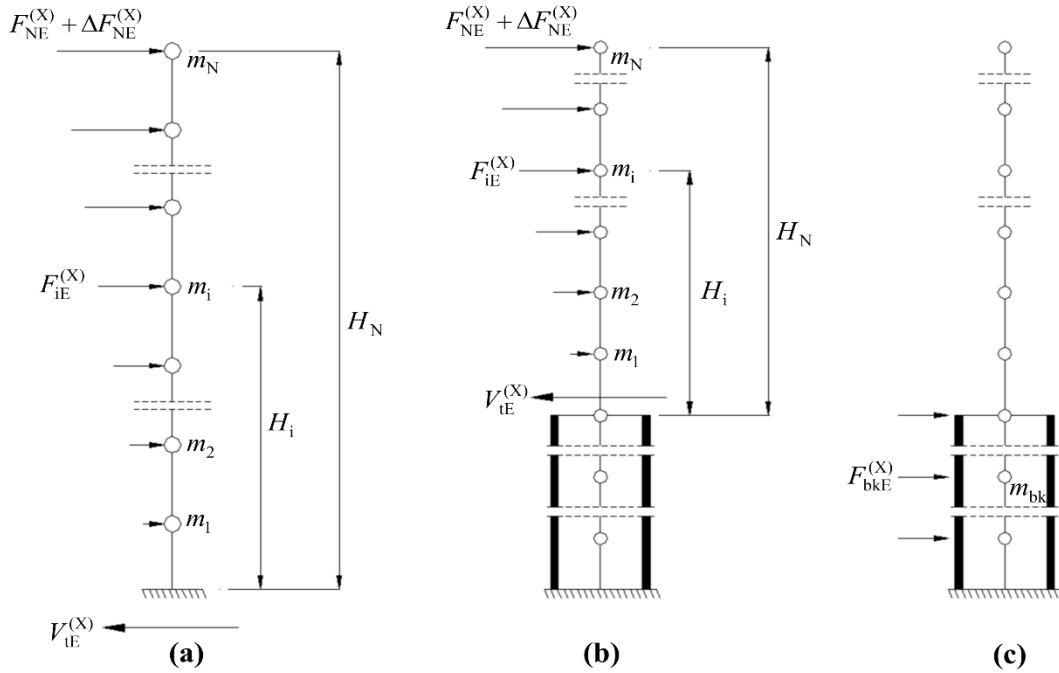 F_NE^(X) + ΔF_NE^(X)
m_N
F_iE^(X)
m_i
H_N
H_i
m_2
m_1
V_tE^(X)
(a)
F_NE^(X) + ΔF_NE^(X)
m_N
F_iE^(X)
m_i
H_N
H_i
m_2
m_1
V_tE^(X)
(b)
F_bkE^(X)
m_bk
(c)